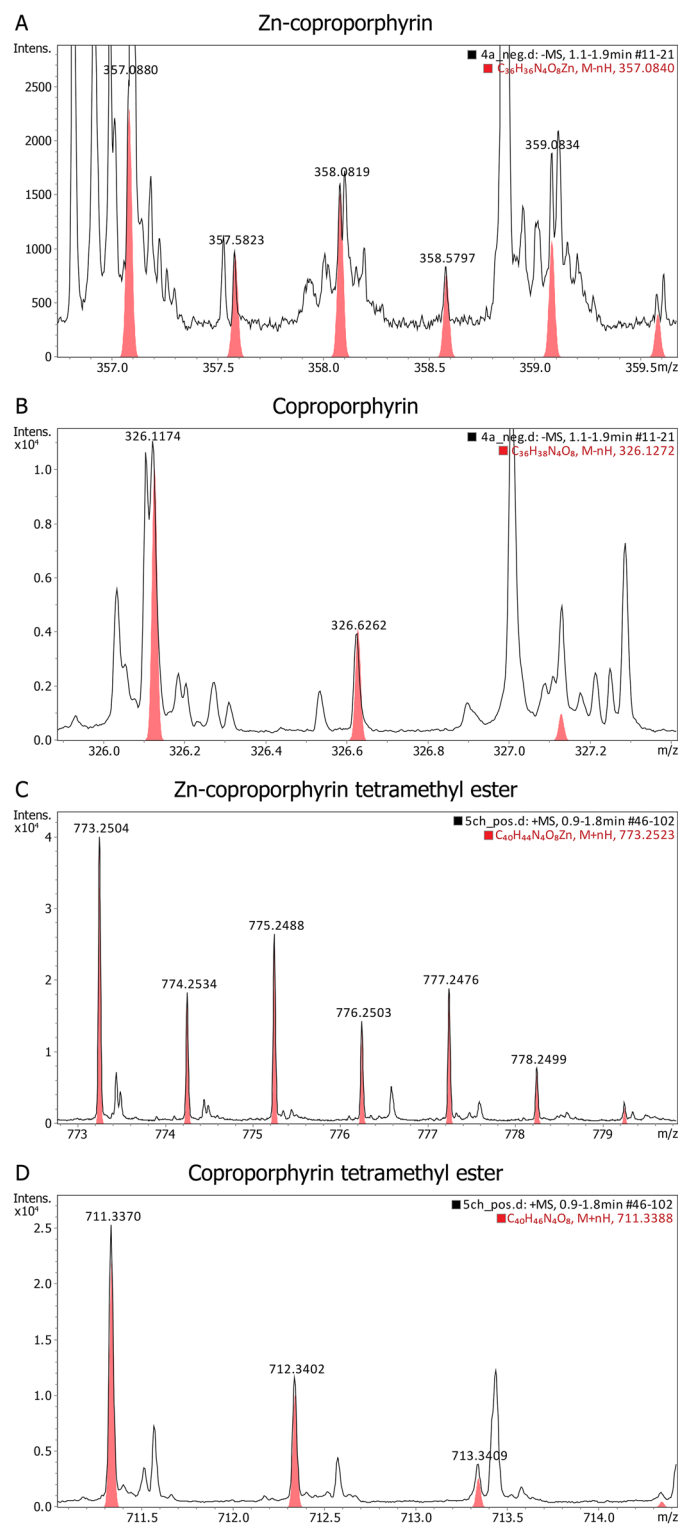 A
Zn-coproporphyrin
Intens.
4a_neg.d: -MS, 1.1-1.9min #11-21
C₃₆H₃₆N₄O₈Zn, M-nH, 357.0840
357.0880
357.5823
358.0819
358.5797
359.0834
2500
2000
1500
1000
500
0
357.0 357.5 358.0 358.5 359.0 359.5 m/z
B
Coproporphyrin
Intens.
x10⁴
4a_neg.d: -MS, 1.1-1.9min #11-21
C₃₆H₃₈N₄O₈, M-nH, 326.1272
326.1174
326.6262
1.0
0.8
0.6
0.4
0.2
0.0
326.0 326.2 326.4 326.6 326.8 327.0 327.2 m/z
C
Zn-coproporphyrin tetramethyl ester
Intens.
x10⁴
5ch_pos.d: +MS, 0.9-1.8min #46-102
C₄₀H₄₄N₄O₈Zn, M+nH, 773.2523
773.2504
774.2534
775.2488
776.2503
777.2476
778.2499
4
3
2
1
0
773 774 775 776 777 778 779 m/z
D
Coproporphyrin tetramethyl ester
Intens.
x10⁴
5ch_pos.d: +MS, 0.9-1.8min #46-102
C₄₀H₄₆N₄O₈, M+nH, 711.3388
711.3370
712.3402
713.3409
2.5
2.0
1.5
1.0
0.5
0.0
711.5 712.0 712.5 713.0 713.5 714.0 m/z